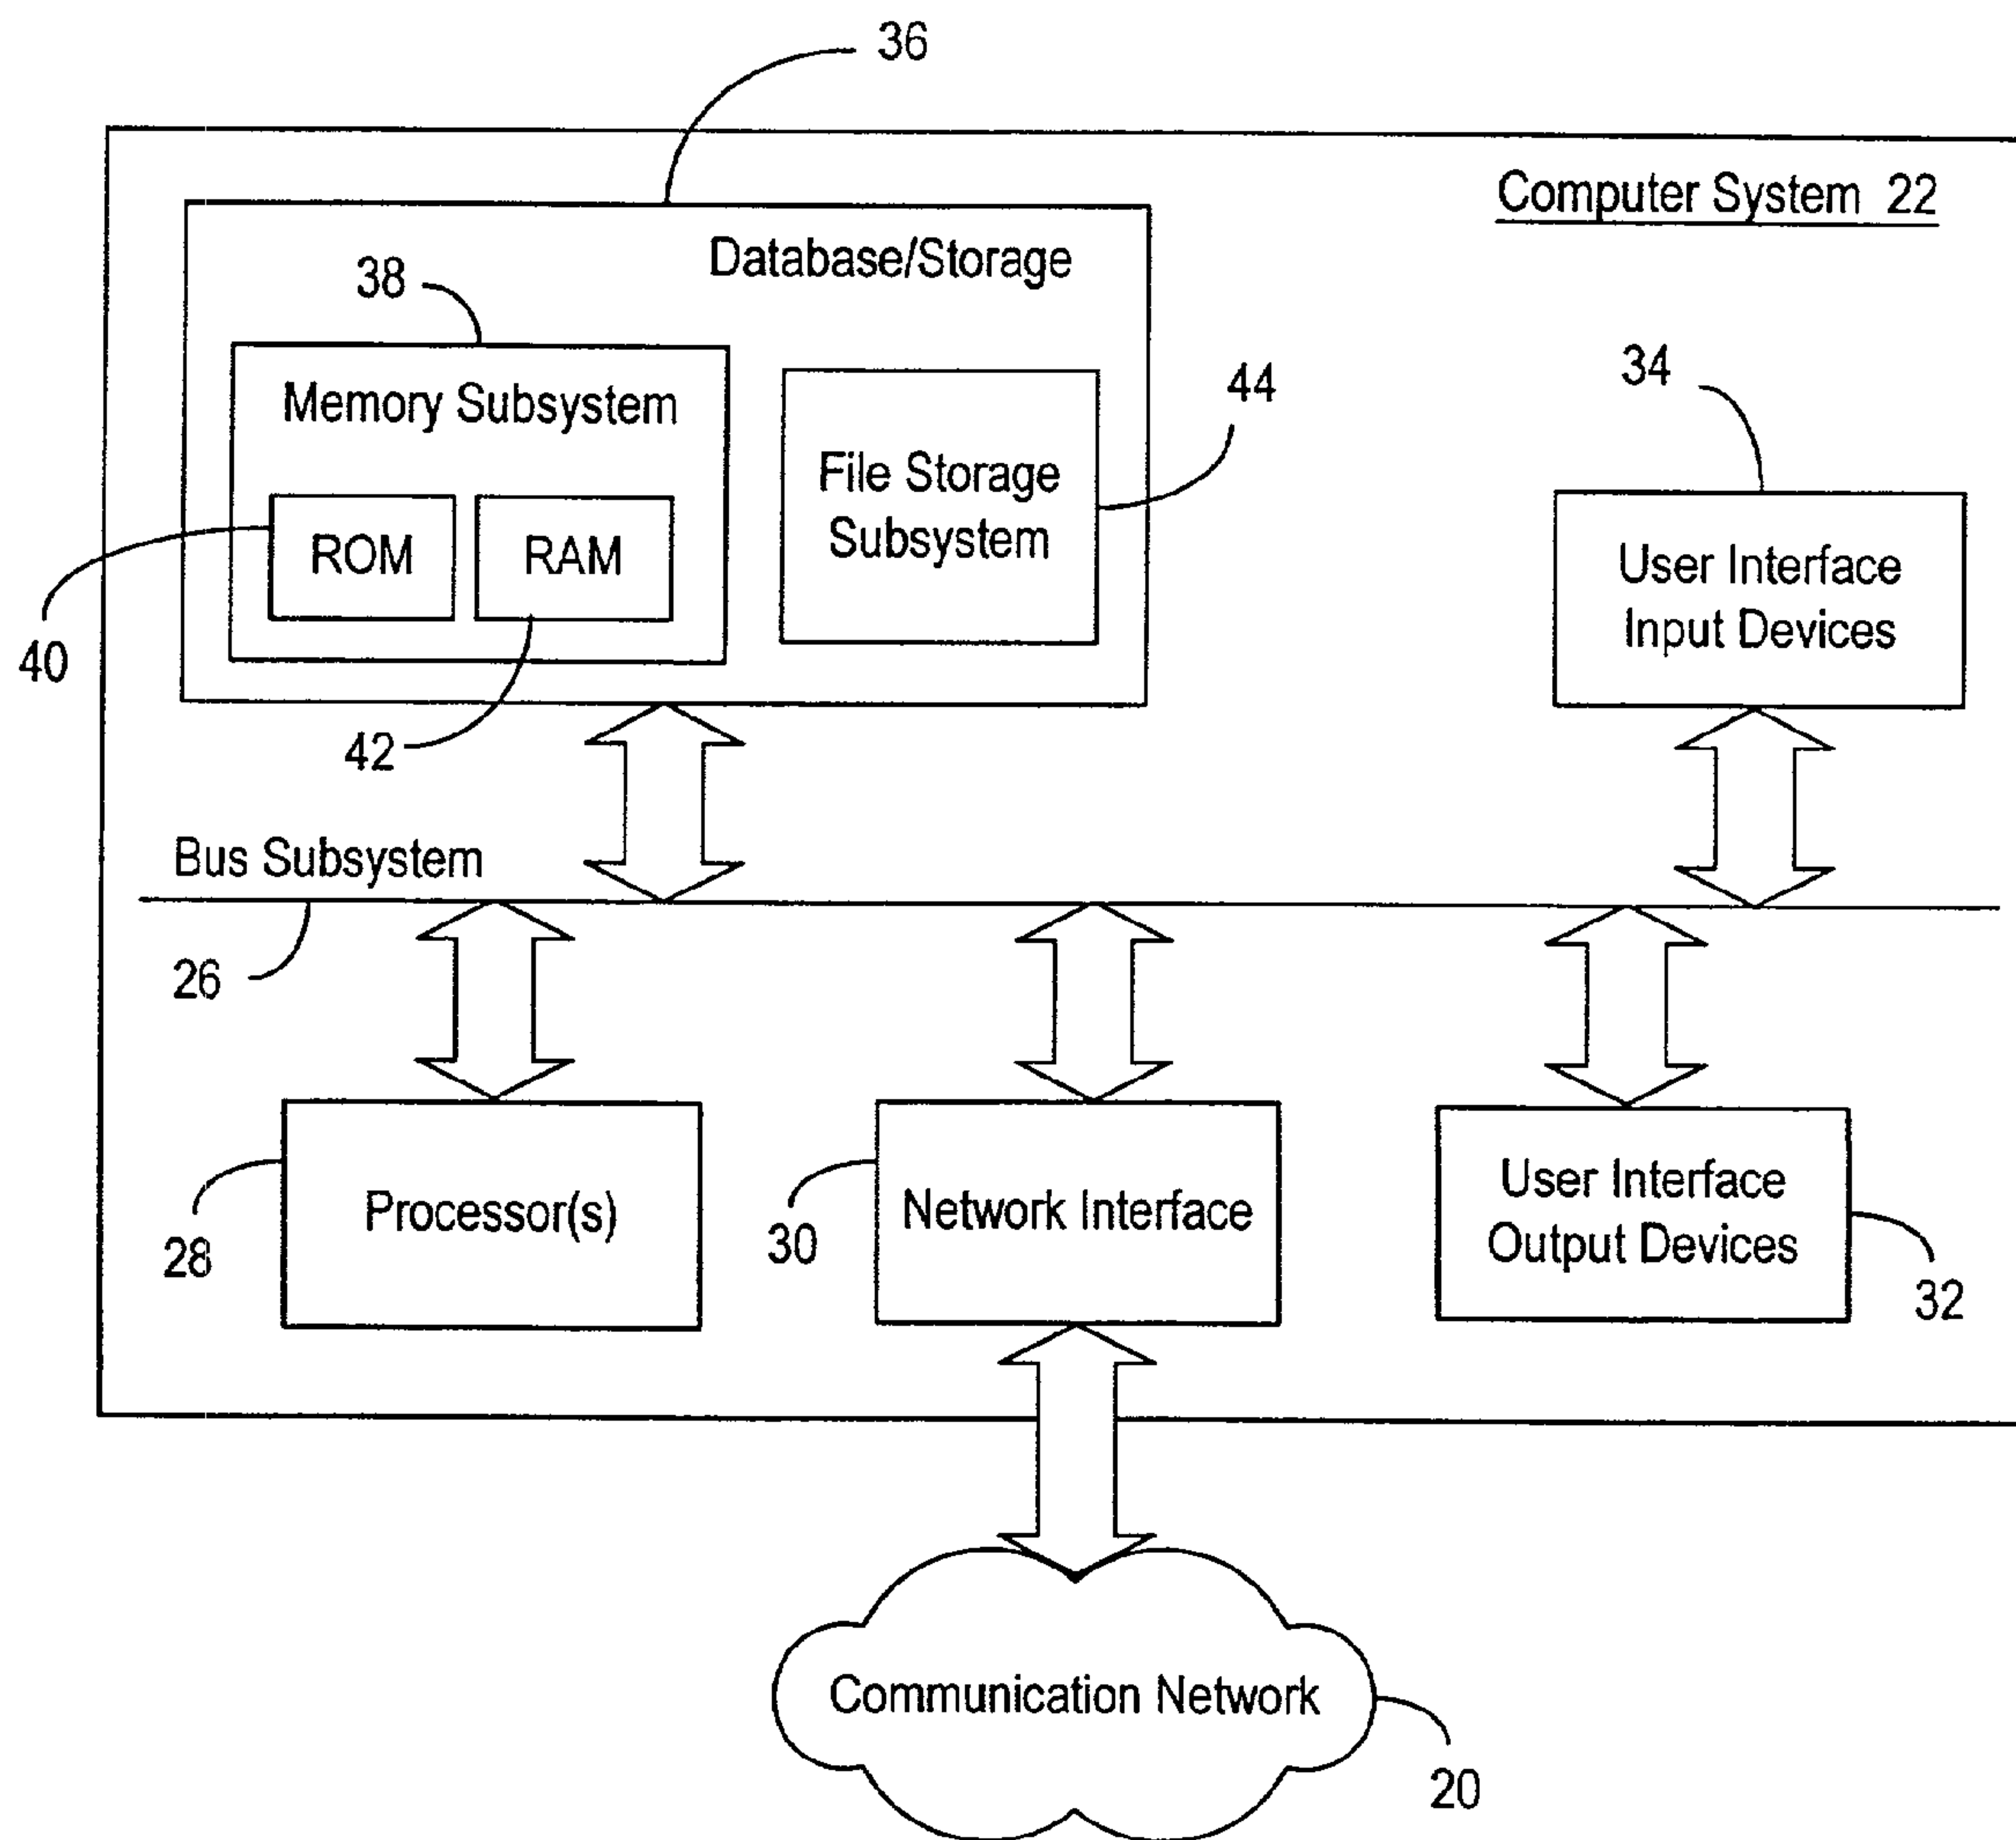 36
Computer System 22
Database/Storage
38
Memory Subsystem
34
44
File Storage
Subsystem
ROM
RAM
User Interface
Input Devices
40
42
Bus Subsystem
26
Processor(s)
28
Network Interface
30
User Interface
Output Devices
32
Communication Network
20